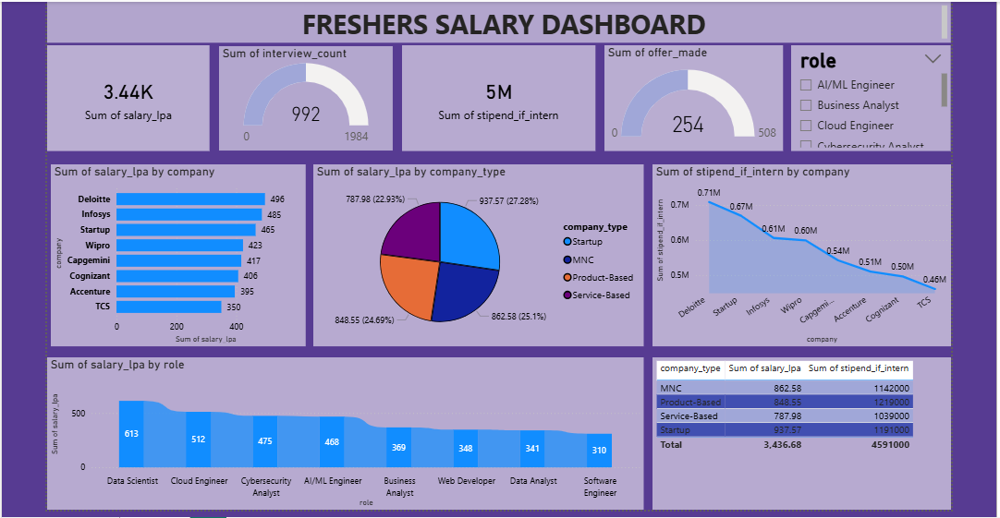 FRESHERS SALARY DASHBOARD
3.44K
Sum of salary_lpa
Sum of interview_count
992
0 1984
5M
Sum of stipend_if_intern
Sum of offer_made
254
0 508
role
AI/ML Engineer
Business Analyst
Cloud Engineer
Cybersecurity Analyst
Sum of salary_lpa by company
company
Deloitte 496
Infosys 485
Startup 465
Wipro 423
Capgemini 417
Cognizant 406
Accenture 395
TCS 350
0 200 400
Sum of salary_lpa
Sum of salary_lpa by company_type
787.98 (22.93%)
937.57 (27.28%)
848.55 (24.69%)
862.58 (25.1%)
company_type
Startup
MNC
Product-Based
Service-Based
Sum of stipend_if_intern by company
Sum of stipend_if_intern
0.7M
0.6M
0.5M
0.71M
0.67M
0.61M
0.60M
0.54M
0.51M
0.50M
0.46M
Deloitte
Startup
Infosys
Wipro
Capgemi...
Accenture
Cognizant
TCS
company
Sum of salary_lpa by role
Sum of salary_lpa
500
0
613 512 475 468 369 348 341 310
Data Scientist
Cloud Engineer
Cybersecurity
Analyst
AI/ML Engineer
Business
Analyst
Web Developer
Data Analyst
Software
Engineer
role
company_type Sum of salary_lpa Sum of stipend_if_intern
MNC 862.58 1142000
Product-Based 848.55 1219000
Service-Based 787.98 1039000
Startup 937.57 1191000
Total 3,436.68 4591000